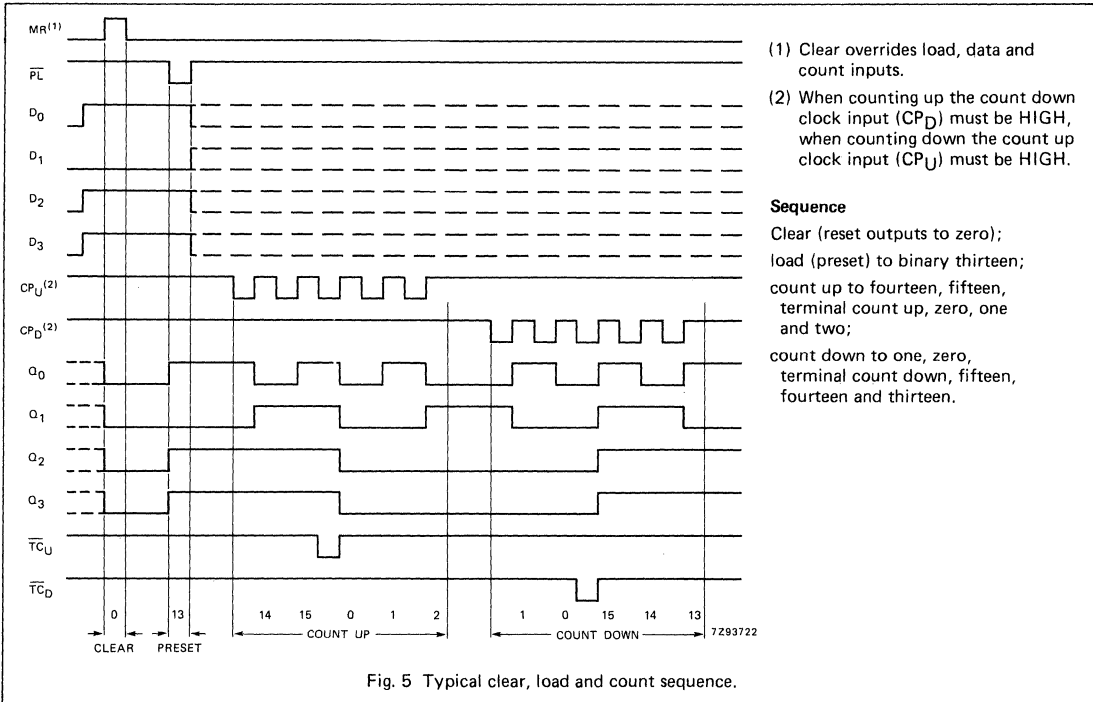 MR(1)
PL
D0
D1
D2
D3
CPU(2)
CPD(2)
Q0
Q1
Q2
Q3
TCU
TCD
0 13 14 15 0 1 2 1 0 15 14 13
CLEAR PRESET COUNT UP COUNT DOWN 7Z93722
(1) Clear overrides load, data and
count inputs.
(2) When counting up the count down
clock input (CPD) must be HIGH,
when counting down the count up
clock input (CPU) must be HIGH.
Sequence
Clear (reset outputs to zero);
load (preset) to binary thirteen;
count up to fourteen, fifteen,
terminal count up, zero, one
and two;
count down to one, zero,
terminal count down, fifteen,
fourteen and thirteen.
Fig. 5 Typical clear, load and count sequence.